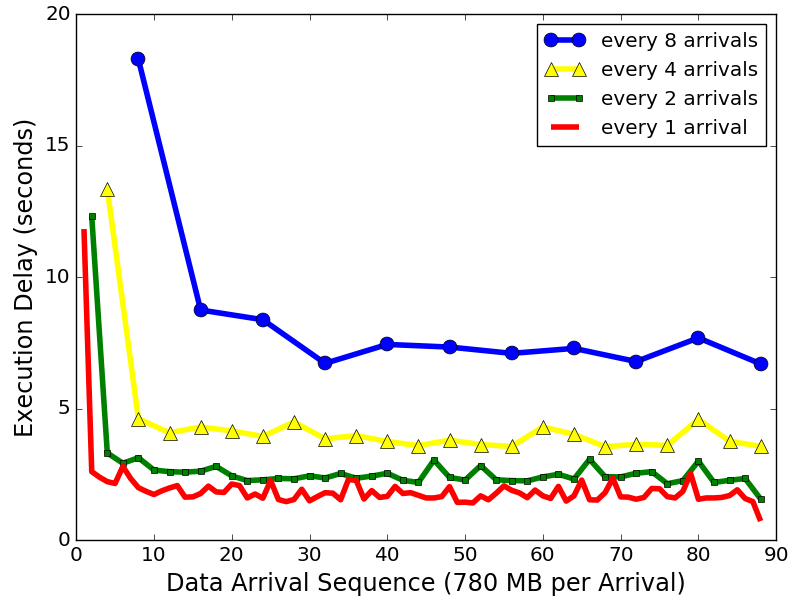 every 8 arrivals
every 4 arrivals
every 2 arrivals
every 1 arrival
20
15
10
5
0
Execution Delay (seconds)
0 10 20 30 40 50 60 70 80 90
Data Arrival Sequence (780 MB per Arrival)